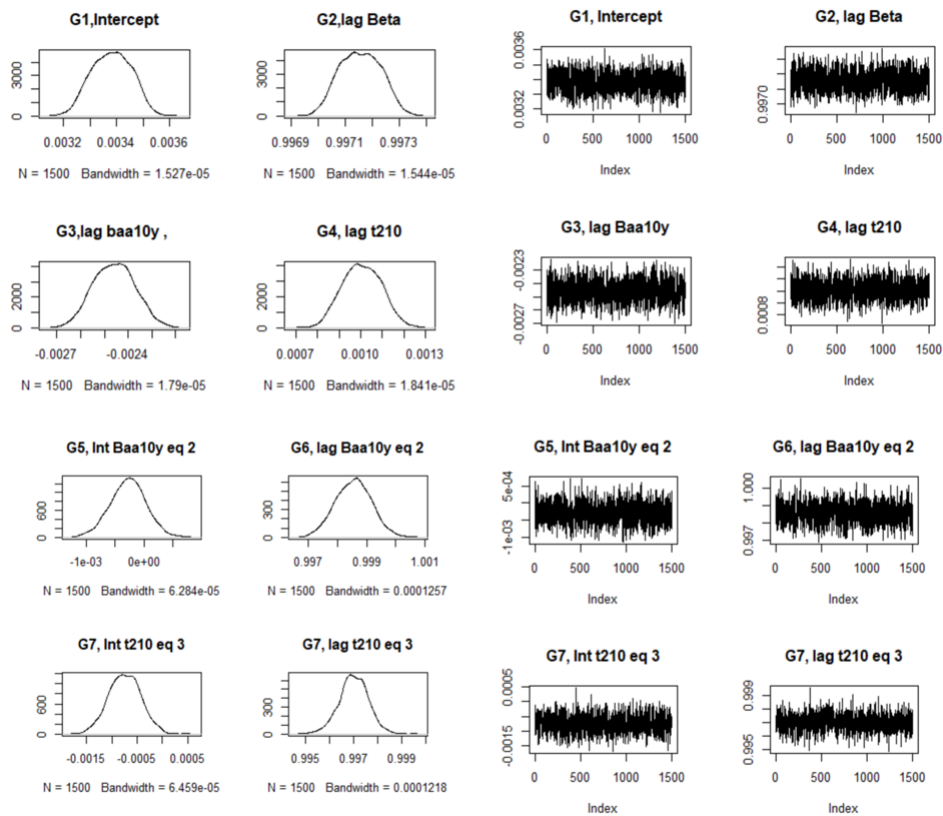 G1,Intercept
3000
0
0.0032 0.0034 0.0036
N = 1500 Bandwidth = 1.527e-05
G2,lag Beta
3000
0
0.9969 0.9971 0.9973
N = 1500 Bandwidth = 1.544e-05
G1, Intercept
0.0036
0.0032
0 500 1000 1500
Index
G2, lag Beta
0.9970
0 500 1000 1500
Index
G3,lag baa10y ,
2000
0
-0.0027 -0.0024
N = 1500 Bandwidth = 1.79e-05
G4, lag t210
2000
0
0.0007 0.0010 0.0013
N = 1500 Bandwidth = 1.841e-05
G3, lag Baa10y
-0.0023
-0.0027
0 500 1000 1500
Index
G4, lag t210
0.0008
0 500 1000 1500
Index
G5, Int Baa10y eq 2
600
0
-1e-03 0e+00
N = 1500 Bandwidth = 6.284e-05
G6, lag Baa10y eq 2
300
0
0.997 0.999 1.001
N = 1500 Bandwidth = 0.0001257
G5, Int Baa10y eq 2
5e-04
-1e-03
0 500 1000 1500
Index
G6, lag Baa10y eq 2
1.000
0.997
0 500 1000 1500
Index
G7, Int t210 eq 3
600
0
-0.0015 -0.0005 0.0005
N = 1500 Bandwidth = 6.459e-05
G7, lag t210 eq 3
300
0
0.995 0.997 0.999
N = 1500 Bandwidth = 0.0001218
G7, Int t210 eq 3
0.0005
-0.0015
0 500 1000 1500
Index
G7, lag t210 eq 3
0.999
0.995
0 500 1000 1500
Index